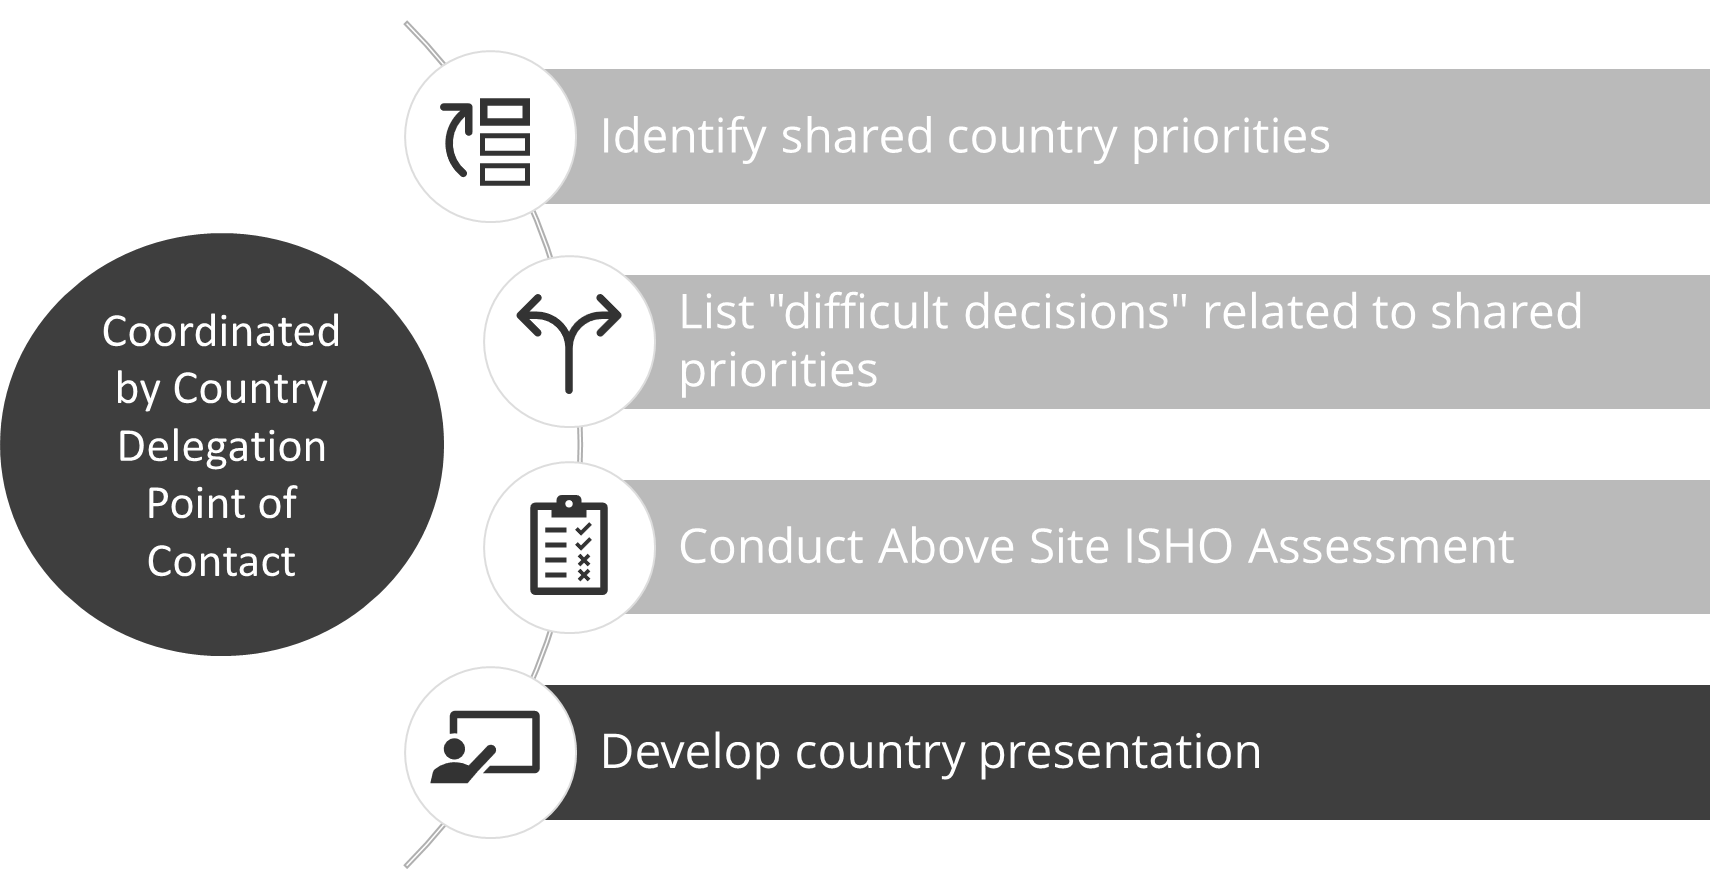 Coordinated
by Country
Delegation
Point of
Contact
Identify shared country priorities
List "difficult decisions" related to shared
priorities
Conduct Above Site ISHO Assessment
Develop country presentation